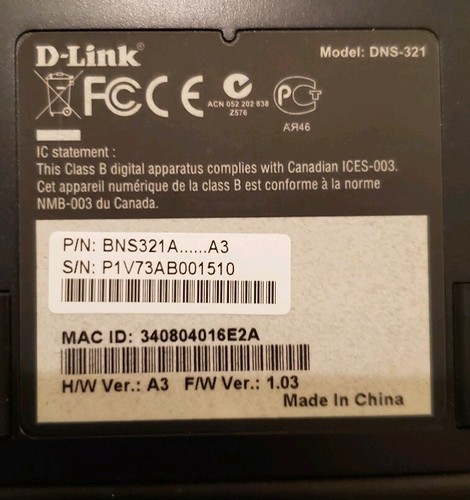 D-Link®
Model: DNS-321
FC CE
ACN 052 202 838
Z576
PCT
АЯ46
IC statement :
This Class B digital apparatus complies with Canadian ICES-003.
Cet appareil numérique de la class B est conforme à la norme
NMB-003 du Canada.
P/N: BNS321A......A3
S/N: P1V73AB001510
MAC ID: 340804016E2A
H/W Ver.: A3 F/W Ver.: 1.03
Made In China